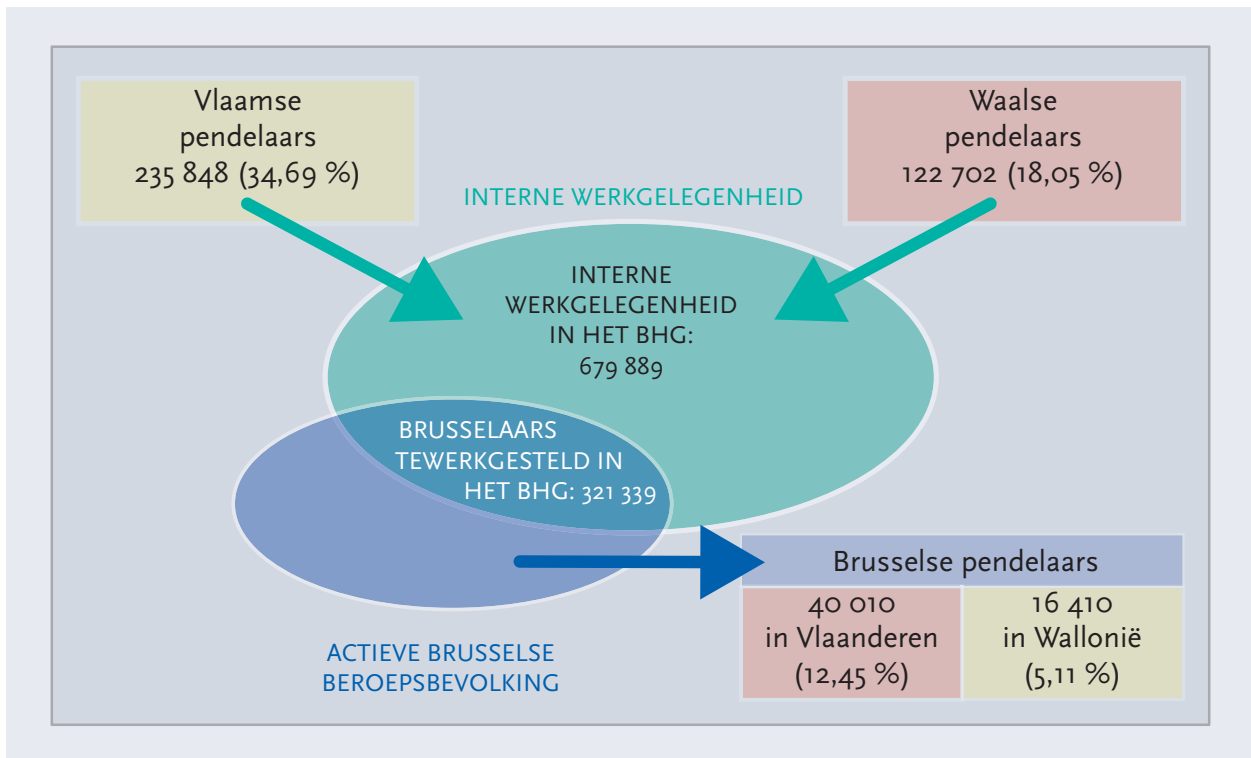 Vlaamse
pendelaars
235 848 (34,69 %)
Waalse
pendelaars
122 702 (18,05 %)
INTERNE WERKGELEGENHEID
INTERNE
WERKGELEGENHEID
IN HET BHG:
679 889
BRUSSELAARS
TEWERKGESTELD IN
HET BHG: 321 339
Brusselse pendelaars
40 010
in Vlaanderen
(12,45 %)
16 410
in Wallonië
(5,11 %)
ACTIEVE BRUSSELSE
BEROEPSBEVOLKING